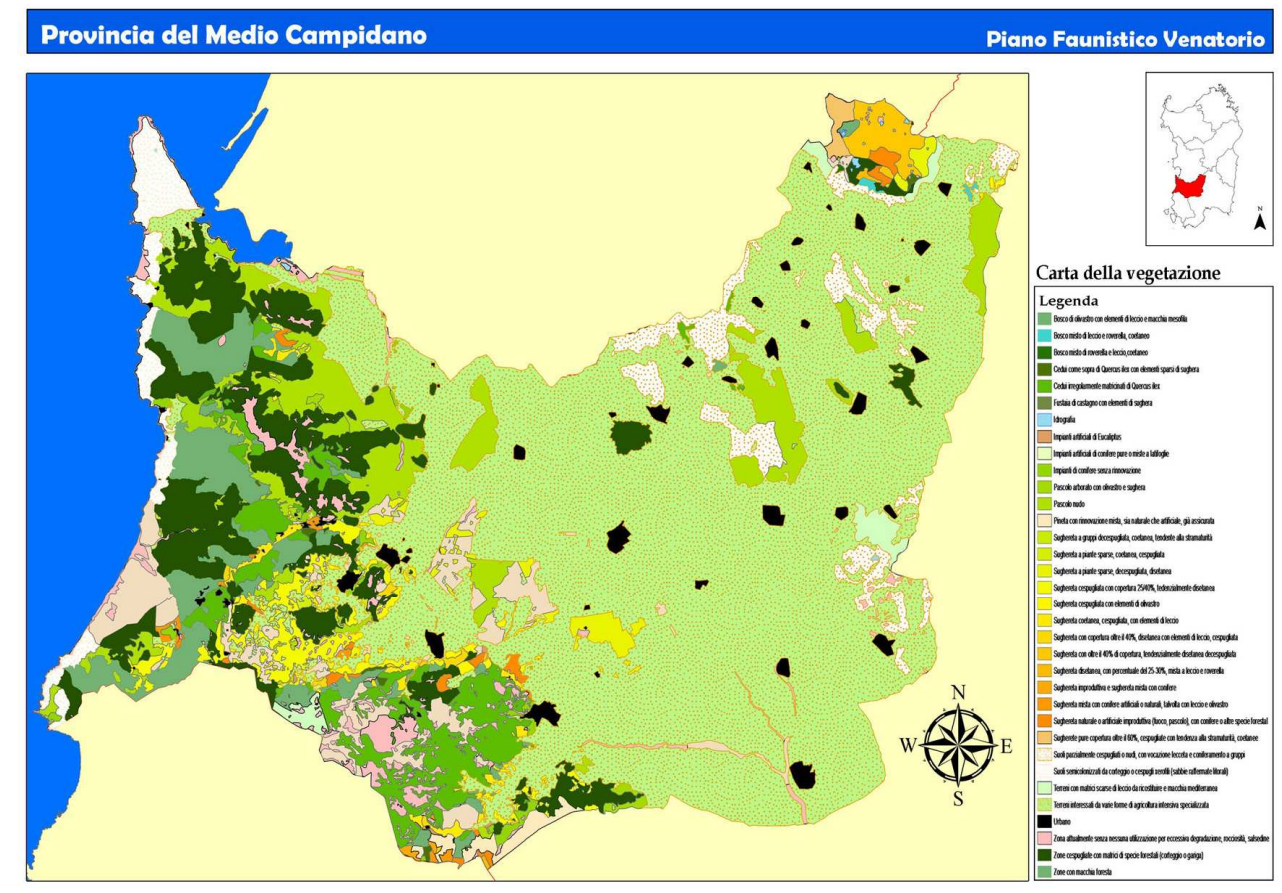 Provincia del Medio Campidano
Piano Faunistico Venatorio
N
Carta della vegetazione
Legenda
Bosco di olivastro con elementi di leccio e macchia mesofila
Bosco misto di leccio e roverella, coetaneo
Bosco misto di roverella e leccio,coetaneo
Cedui come sopra di Quercus ilex con elementi sparsi di sughera
Cedui irregolarmente matricinati di Quercus ilex
Fustaia di castagno con elementi di sughera
Idrografia
Impianti artificiali di Eucaliptus
Impianti artificiali di conifere pure o miste a latifoglie
Impianti di conifere senza rinnovazione
Pascolo arborato con olivastro e sughera
Pascolo nudo
Pineta con rinnovazione mista, sia naturale che artificiale, già assicurata
Sughereta a gruppi decespugliata, coetanea, tendente alla stramaturità
Sughereta a piante sparse, coetanea, cespugliata
Sughereta a piante sparse, decespugliata, disetanea
Sughereta cespugliata con copertura 25/40%, tedenzialmente disetanea
Sughereta cespugliata con elementi di olivastro
Sughereta coetanea, cespugliata, con elementi di leccio
Sughereta con copertura oltre il 40%, disetanea con elementi di leccio, cespugliata
Sughereta con oltre il 40% di copertura, tendenzialmente disetanea decespugliata
Sughereta disetanea, con percentuale del 25-30%, mista a leccio e roverella
Sughereta improduttiva e sughereta mista con conifere
Sughereta mista con conifere artificiali o naturali, talvolta con leccio e olivastro
Sughereta naturale o artificiale improduttiva (fuoco, pascolo), con conifere o altre specie forestali
Sugherete pure copertura oltre il 60%, cespugliate con tendenza alla stramaturità, coetanee
Suoli parzialmente cespugliati o nudi, con vocazione lecceta e coniferamento a gruppi
Suoli semicolonizzati da corteggio o cespugli xerofili (sabbie raffermate litorali)
Terreni con matrici scarse di leccio da ricostituire e macchia mediterranea
Terreni interessati da varie forme di agricoltura intensiva specializzata
Urbano
Zona attualmente senza nessuna utilizzazione per eccessivo degradazione, rocciosità, salsedine
Zone cespugliate con matrici di specie forestali (corteggio o gariga)
Zone con macchia foresta
N
W
E
S